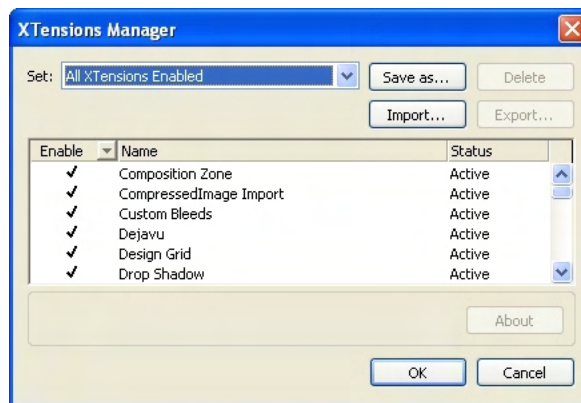 XTensions Manager
Set: All XTensions Enabled Save as... Delete
Import... Export...
Enable Name Status
Composition Zone Active
CompressedImage Import Active
Custom Bleeds Active
Dejavu Active
Design Grid Active
Drop Shadow Active
About
OK Cancel